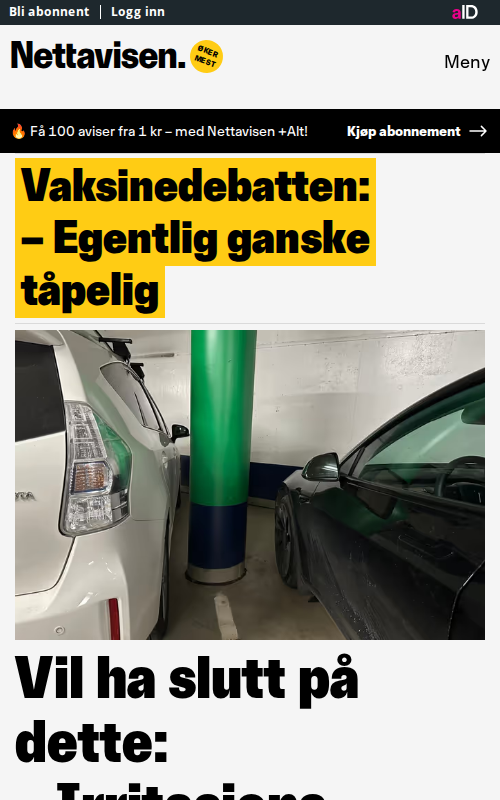 Bli abonnent | Logg inn
aID
Nettavisen.
ØKER
MEST
Meny
🔥 Få 100 aviser fra 1 kr – med Nettavisen +Alt!
Kjøp abonnement →
Vaksinedebatten:
– Egentlig ganske
tåpelig
Vil ha slutt på
dette: